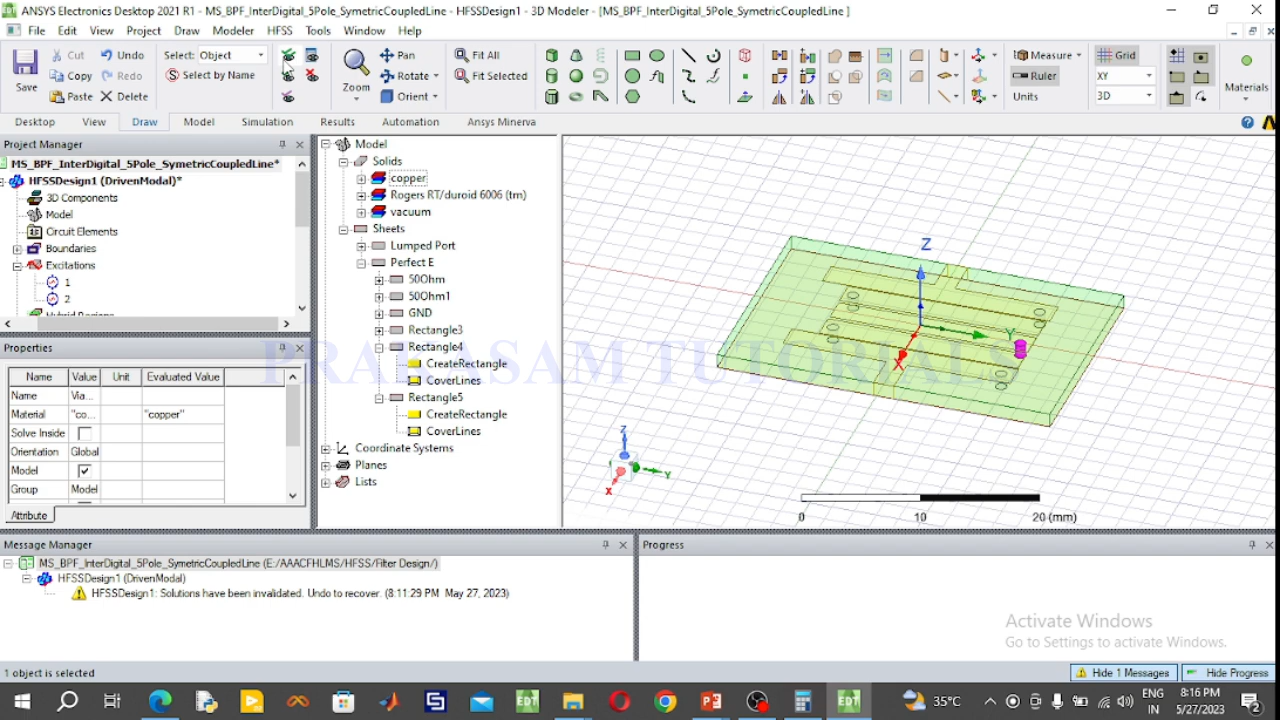 ANSYS Electronics Desktop 2021 R1 - MS_BPF_InterDigital_5Pole_SymetricCoupledLine - HFSSDesign1 - 3D Modeler - [MS_BPF_InterDigital_5Pole_SymetricCoupledLine ]
File Edit View Project Draw Modeler HFSS Tools Window Help
Save
Cut
Copy
Paste
Undo
Redo
Delete
Select: Object
Select by Name
Zoom
Pan
Rotate
Orient
Fit All
Fit Selected
Measure
Ruler
Units
Grid
XY
3D
Materials
Desktop View Draw Model Simulation Results Automation Ansys Minerva
Project Manager
MS_BPF_InterDigital_5Pole_SymetricCoupledLine*
HFSSDesign1 (DrivenModal)*
3D Components
Model
Circuit Elements
Boundaries
Excitations
1
2
Properties
Name Value Unit Evaluated Value
Name Via...
Material "co... "copper"
Solve Inside
Orientation Global
Model
Group Model
Attribute
Model
Solids
copper
Rogers RT/duroid 6006 (tm)
vacuum
Sheets
Lumped Port
Perfect E
50Ohm
50Ohm1
GND
Rectangle3
Rectangle4
CreateRectangle
CoverLines
Rectangle5
CreateRectangle
CoverLines
Coordinate Systems
Planes
Lists
Z
Y
X
Z
Y
X
0 10 20 (mm)
PRAKASAM TUTORIALS
Message Manager
MS_BPF_InterDigital_5Pole_SymetricCoupledLine (E:/AAACFHLMS/HFSS/Filter Design/)
HFSSDesign1 (DrivenModal)
HFSSDesign1: Solutions have been invalidated. Undo to recover. (8:11:29 PM May 27, 2023)
Progress
Activate Windows
Go to Settings to activate Windows.
1 object is selected
Hide 1 Messages
Hide Progress
35°C
ENG
IN
8:16 PM
5/27/2023
2